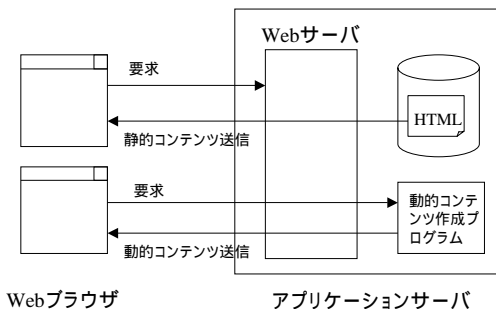 Webサーバ
要求
HTML
静的コンテンツ送信
要求
動的コンテ
ンツ作成プ
ログラム
動的コンテンツ送信
Webブラウザ
アプリケーションサーバ